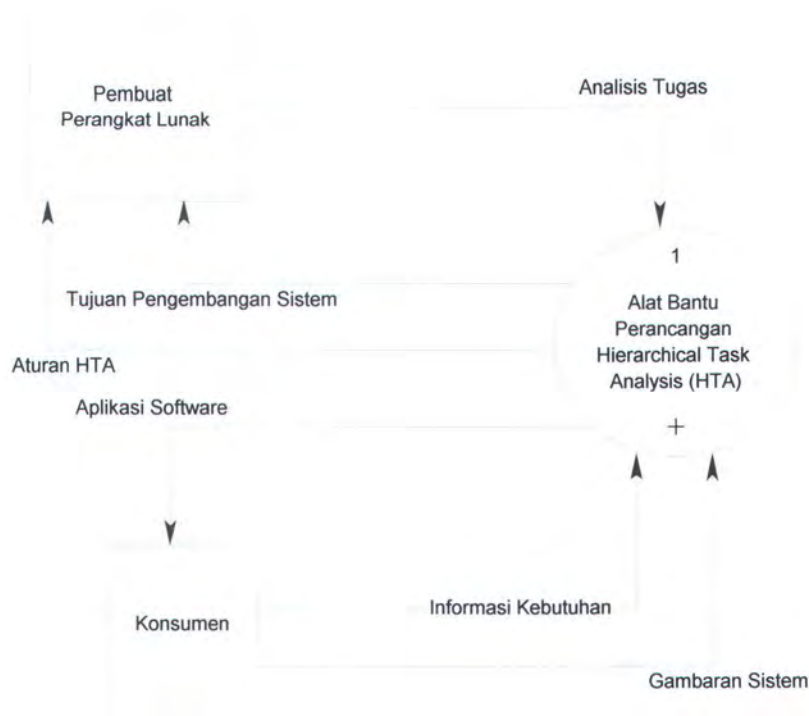 Pembuat
Perangkat Lunak
Analisis Tugas
1
Alat Bantu
Perancangan
Hierarchical Task
Analysis (HTA)
+
Tujuan Pengembangan Sistem
Aturan HTA
Aplikasi Software
Konsumen
Informasi Kebutuhan
Gambaran Sistem